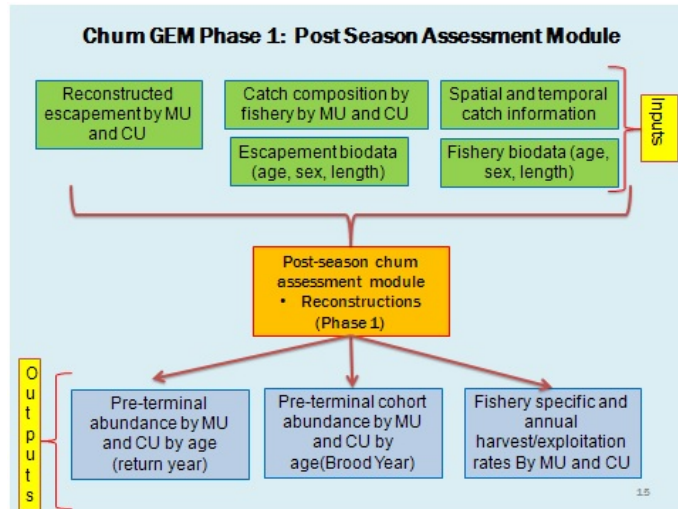 Chum GEM Phase 1: Post Season Assessment Module
Reconstructed
escapement by MU
and CU
Catch composition by
fishery by MU and CU
Spatial and temporal
catch information
Escapement biodata
(age, sex, length)
Fishery biodata (age,
sex, length)
Inputs
Post-season chum
assessment module
• Reconstructions
(Phase 1)
Outputs
Pre-terminal
abundance by MU
and CU by age
(return year)
Pre-terminal cohort
abundance by MU
and CU by
age(Brood Year)
Fishery specific and
annual
harvest/exploitation
rates By MU and CU
15